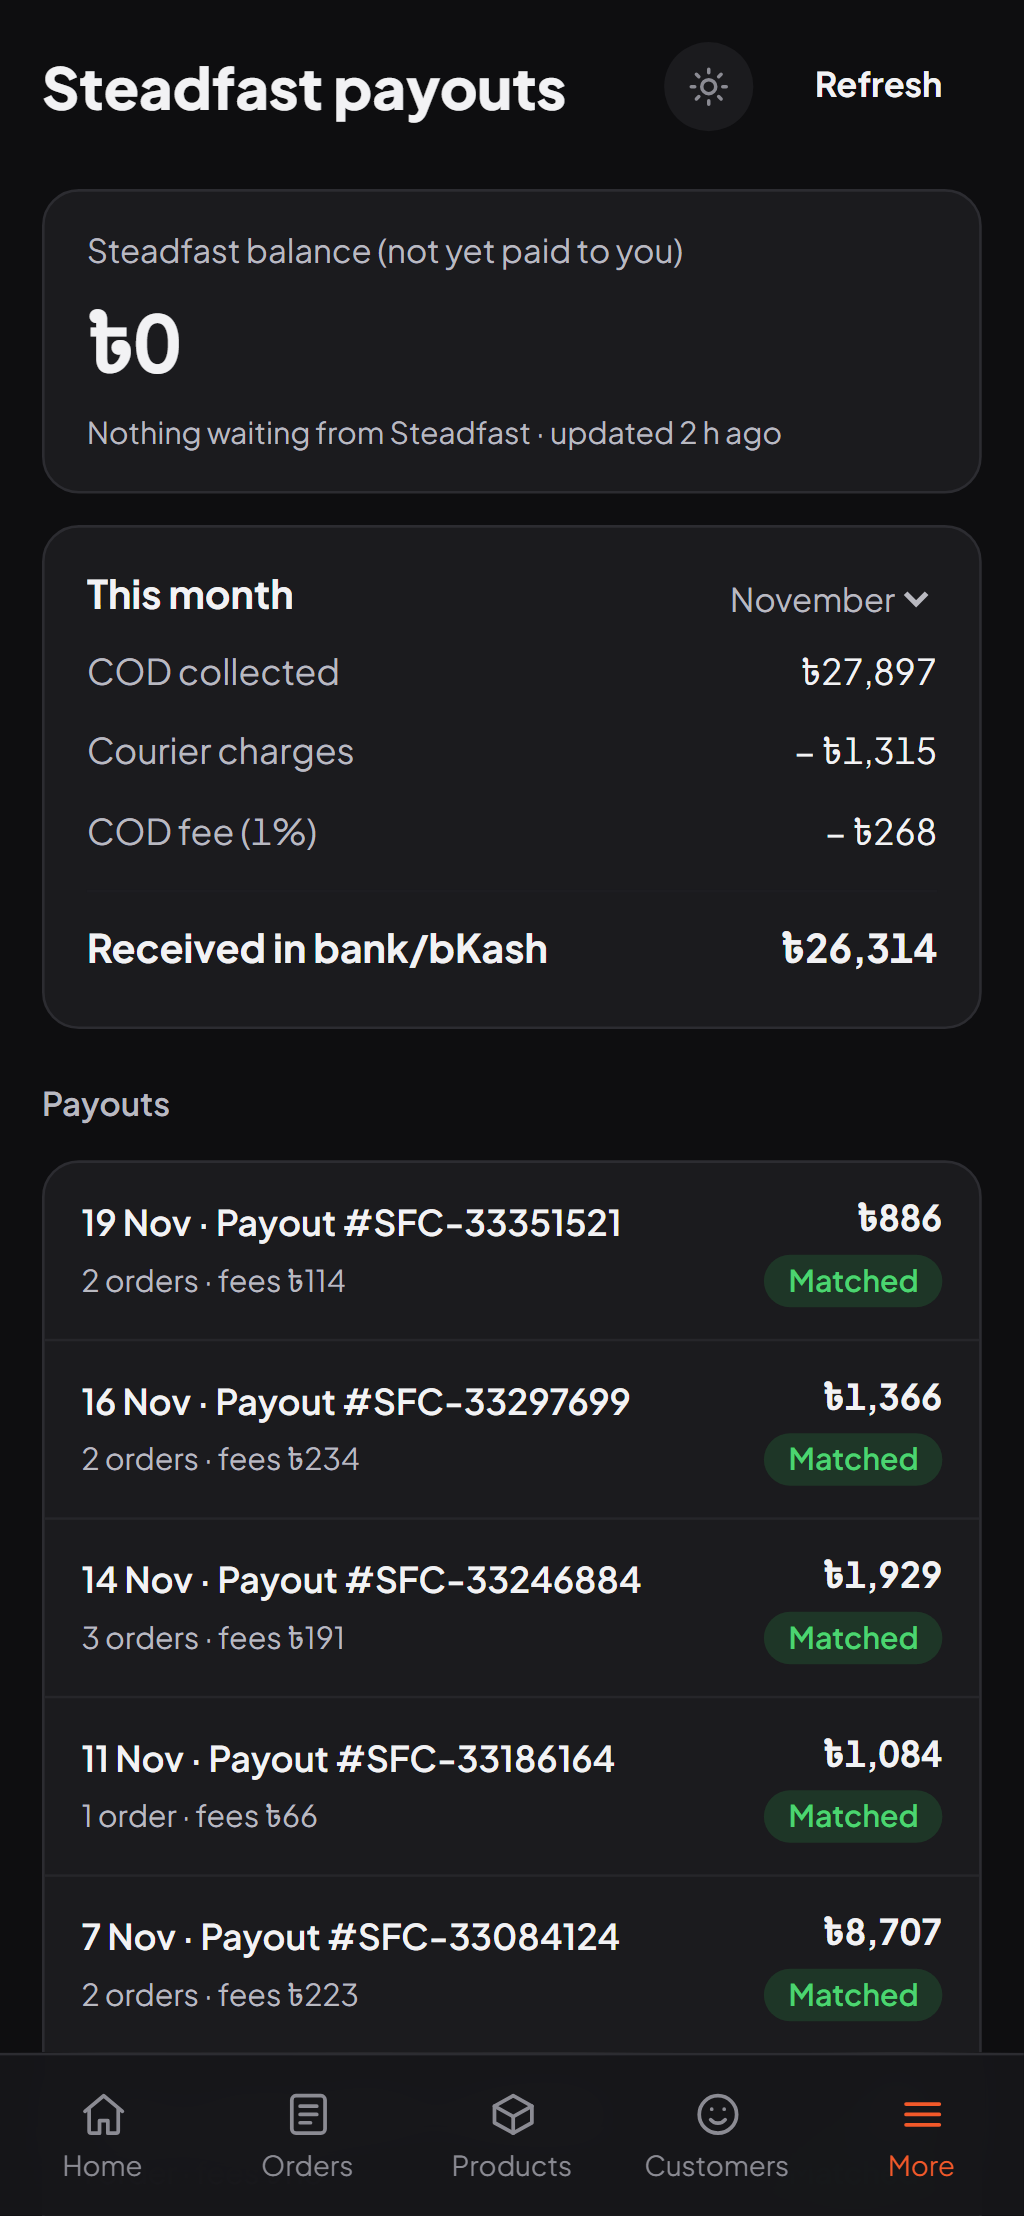 Steadfast payouts
Refresh
Steadfast balance (not yet paid to you)
৳0
Nothing waiting from Steadfast · updated 2 h ago
This month
November
COD collected
৳27,897
Courier charges
– ৳1,315
COD fee (1%)
– ৳268
Received in bank/bKash
৳26,314
Payouts
19 Nov · Payout #SFC-33351521
৳886
2 orders · fees ৳114
Matched
16 Nov · Payout #SFC-33297699
৳1,366
2 orders · fees ৳234
Matched
14 Nov · Payout #SFC-33246884
৳1,929
3 orders · fees ৳191
Matched
11 Nov · Payout #SFC-33186164
৳1,084
1 order · fees ৳66
Matched
7 Nov · Payout #SFC-33084124
৳8,707
2 orders · fees ৳223
Matched
Home
Orders
Products
Customers
More